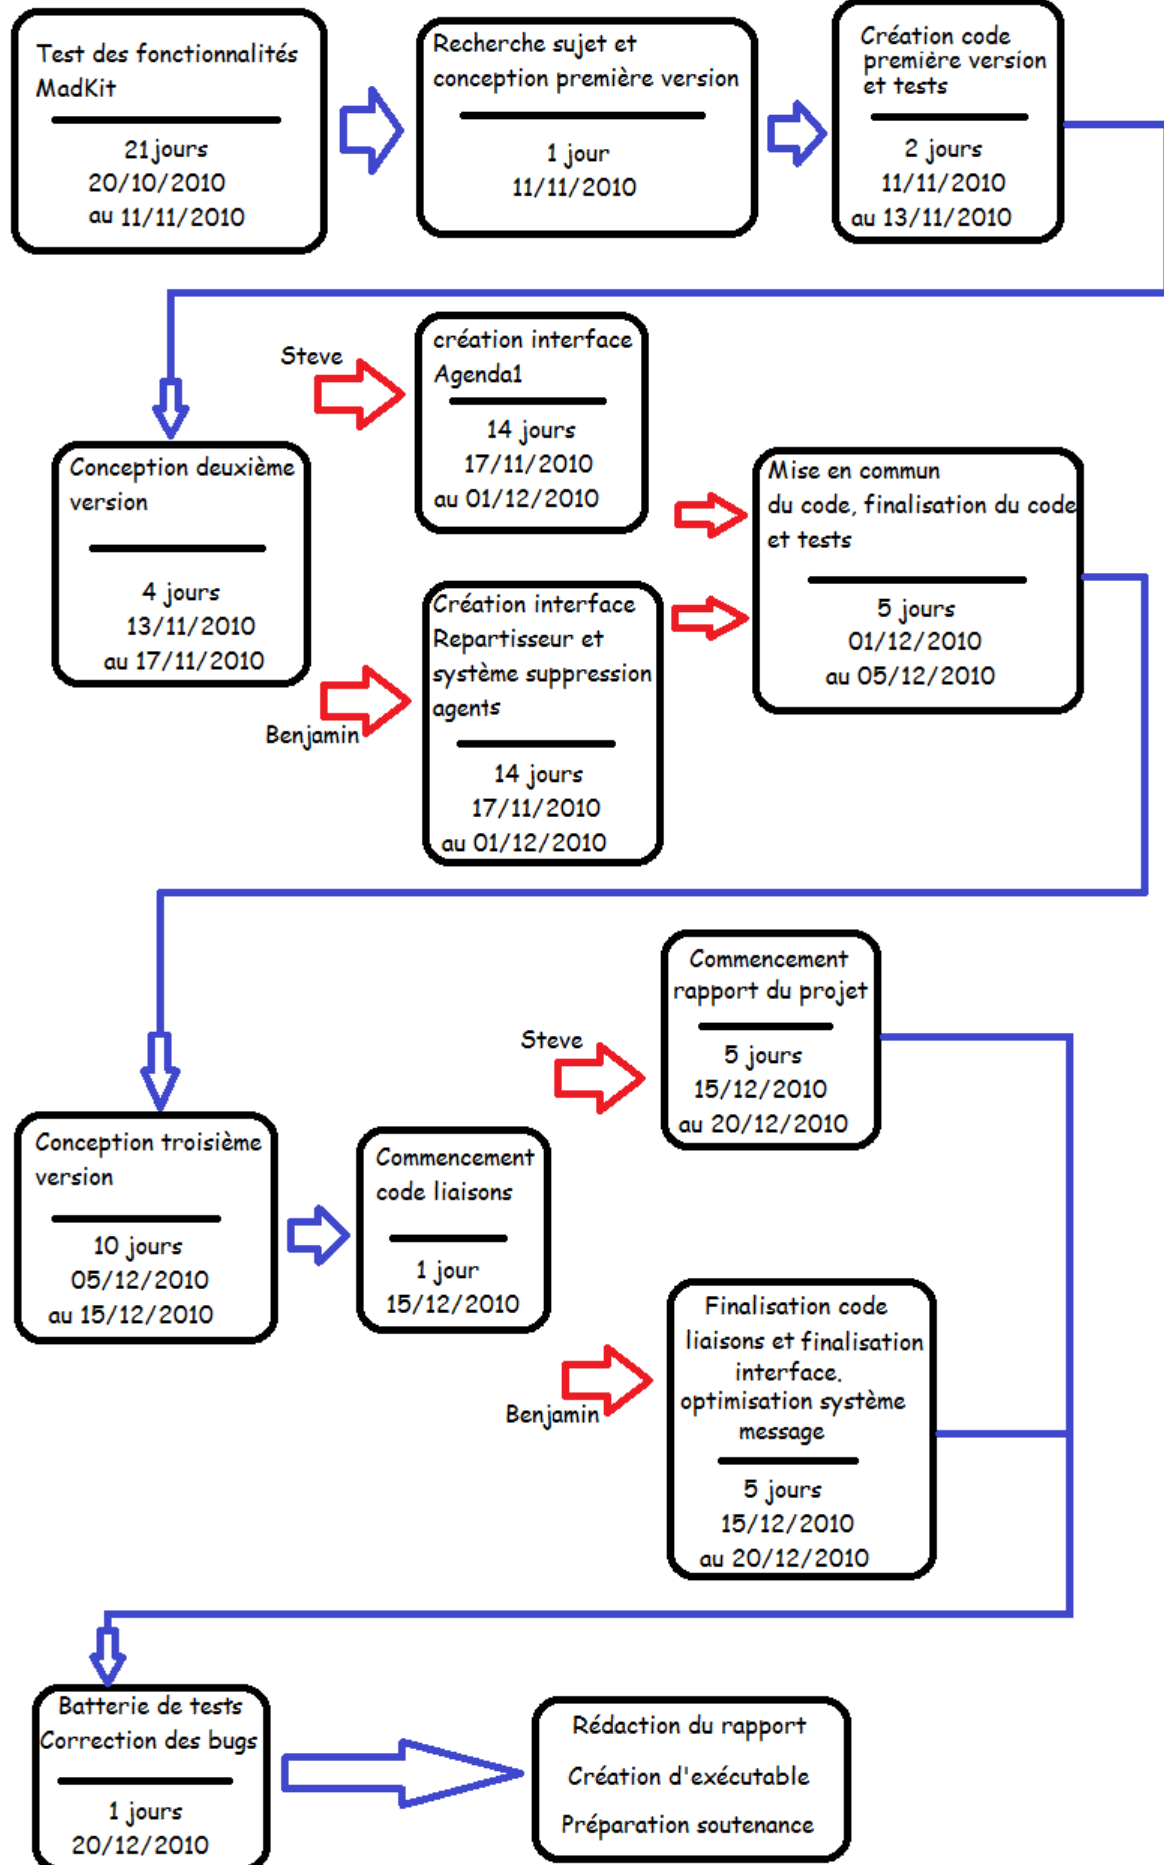 Test des fonctionnalités
MadKit
21 jours
20/10/2010
au 11/11/2010
Recherche sujet et
conception première version
1 jour
11/11/2010
Création code
première version
et tests
2 jours
11/11/2010
au 13/11/2010
Conception deuxième
version
4 jours
13/11/2010
au 17/11/2010
Steve
création interface
Agenda1
14 jours
17/11/2010
au 01/12/2010
Benjamin
Création interface
Repartisseur et
système suppression
agents
14 jours
17/11/2010
au 01/12/2010
Mise en commun
du code, finalisation du code
et tests
5 jours
01/12/2010
au 05/12/2010
Conception troisième
version
10 jours
05/12/2010
au 15/12/2010
Commencement
code liaisons
1 jour
15/12/2010
Steve
Commencement
rapport du projet
5 jours
15/12/2010
au 20/12/2010
Benjamin
Finalisation code
liaisons et finalisation
interface.
optimisation système
message
5 jours
15/12/2010
au 20/12/2010
Batterie de tests
Correction des bugs
1 jours
20/12/2010
Rédaction du rapport
Création d'exécutable
Préparation soutenance